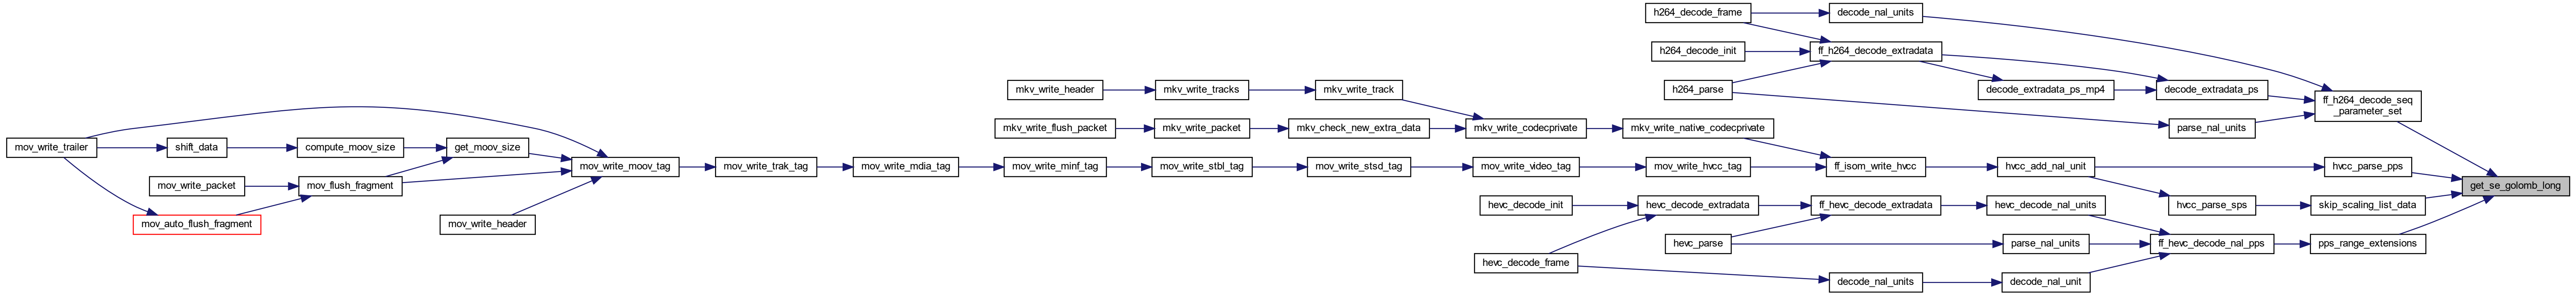 h264_decode_frame
decode_nal_units
h264_decode_init
ff_h264_decode_extradata
mkv_write_header
mkv_write_tracks
mkv_write_track
h264_parse
decode_extradata_ps_mp4
decode_extradata_ps
ff_h264_decode_seq
_parameter_set
mkv_write_flush_packet
mkv_write_packet
mkv_check_new_extra_data
mkv_write_codecprivate
mkv_write_native_codecprivate
parse_nal_units
mov_write_trailer
shift_data
compute_moov_size
get_moov_size
mov_write_moov_tag
mov_write_trak_tag
mov_write_mdia_tag
mov_write_minf_tag
mov_write_stbl_tag
mov_write_stsd_tag
mov_write_video_tag
mov_write_hvcc_tag
ff_isom_write_hvcc
hvcc_add_nal_unit
hvcc_parse_pps
mov_write_packet
mov_flush_fragment
get_se_golomb_long
mov_auto_flush_fragment
mov_write_header
hevc_decode_init
hevc_decode_extradata
ff_hevc_decode_extradata
hevc_decode_nal_units
hvcc_parse_sps
skip_scaling_list_data
hevc_parse
parse_nal_units
ff_hevc_decode_nal_pps
pps_range_extensions
hevc_decode_frame
decode_nal_units
decode_nal_unit